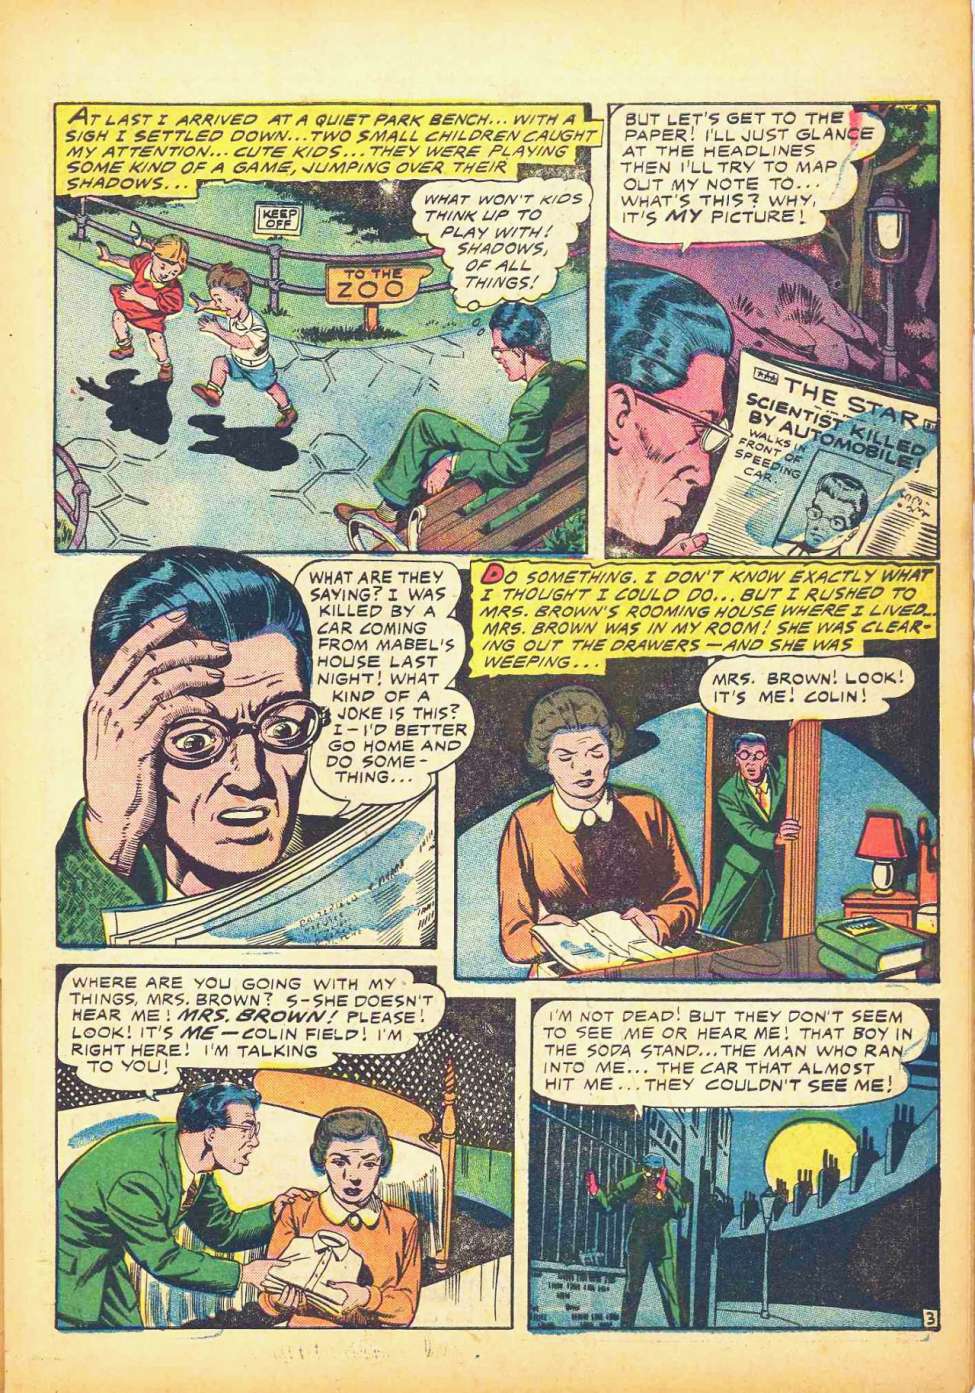 AT LAST I ARRIVED AT A QUIET PARK BENCH... WITH A
SIGH I SETTLED DOWN... TWO SMALL CHILDREN CAUGHT
MY ATTENTION... CUTE KIDS... THEY WERE PLAYING
SOME KIND OF A GAME, JUMPING OVER THEIR
SHADOWS...
WHAT WON'T KIDS
THINK UP TO
PLAY WITH!
SHADOWS,
OF ALL
THINGS!
KEEP
OFF
TO THE
ZOO
BUT LET'S GET TO THE
PAPER! I'LL JUST GLANCE
AT THE HEADLINES
THEN I'LL TRY TO MAP
OUT MY NOTE TO...
WHAT'S THIS? WHY,
IT'S MY PICTURE!
THE STAR
SCIENTIST KILLED
BY AUTOMOBILE!
WALKS IN
FRONT OF
SPEEDING
CAR.
WHAT ARE THEY
SAYING? I WAS
KILLED BY A
CAR COMING
FROM MABEL'S
HOUSE LAST
NIGHT! WHAT
KIND OF A
JOKE IS THIS?
I-I'D BETTER
GO HOME AND
DO SOME-
THING...
DO SOMETHING. I DON'T KNOW EXACTLY WHAT
I THOUGHT I COULD DO... BUT I RUSHED TO
MRS. BROWN'S ROOMING HOUSE WHERE I LIVED...
MRS. BROWN WAS IN MY ROOM! SHE WAS CLEAR-
ING OUT THE DRAWERS — AND SHE WAS
WEEPING...
MRS. BROWN! LOOK!
IT'S ME! COLIN!
WHERE ARE YOU GOING WITH MY
THINGS, MRS. BROWN? S-SHE DOESN'T
HEAR ME! MRS. BROWN! PLEASE!
LOOK! IT'S ME — COLIN FIELD! I'M
RIGHT HERE! I'M TALKING
TO YOU!
I'M NOT DEAD! BUT THEY DON'T SEEM
TO SEE ME OR HEAR ME! THAT BOY IN
THE SODA STAND... THE MAN WHO RAN
INTO ME... THE CAR THAT ALMOST
HIT ME... THEY COULDN'T SEE ME!
3